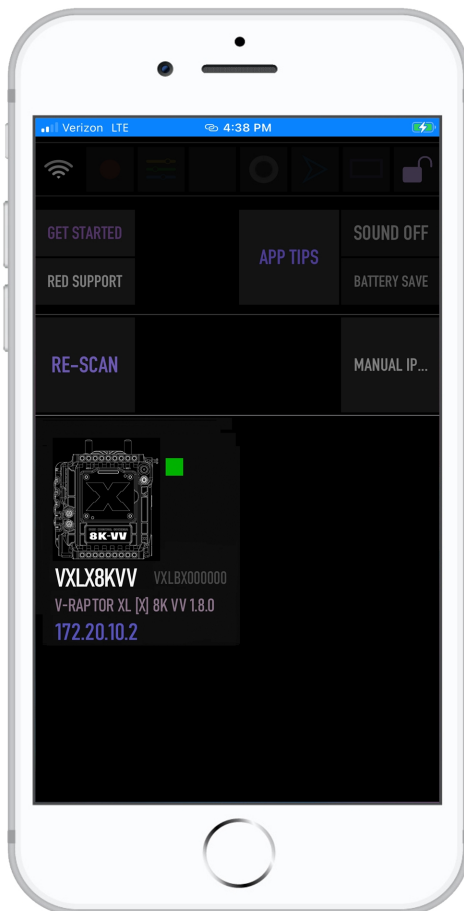 Verizon LTE 4:38 PM
GET STARTED
RED SUPPORT
APP TIPS
SOUND OFF
BATTERY SAVE
RE-SCAN
MANUAL IP...
8K-VV
VXLX8KVV VXLBX000000
V-RAPTOR XL [X] 8K VV 1.8.0
172.20.10.2